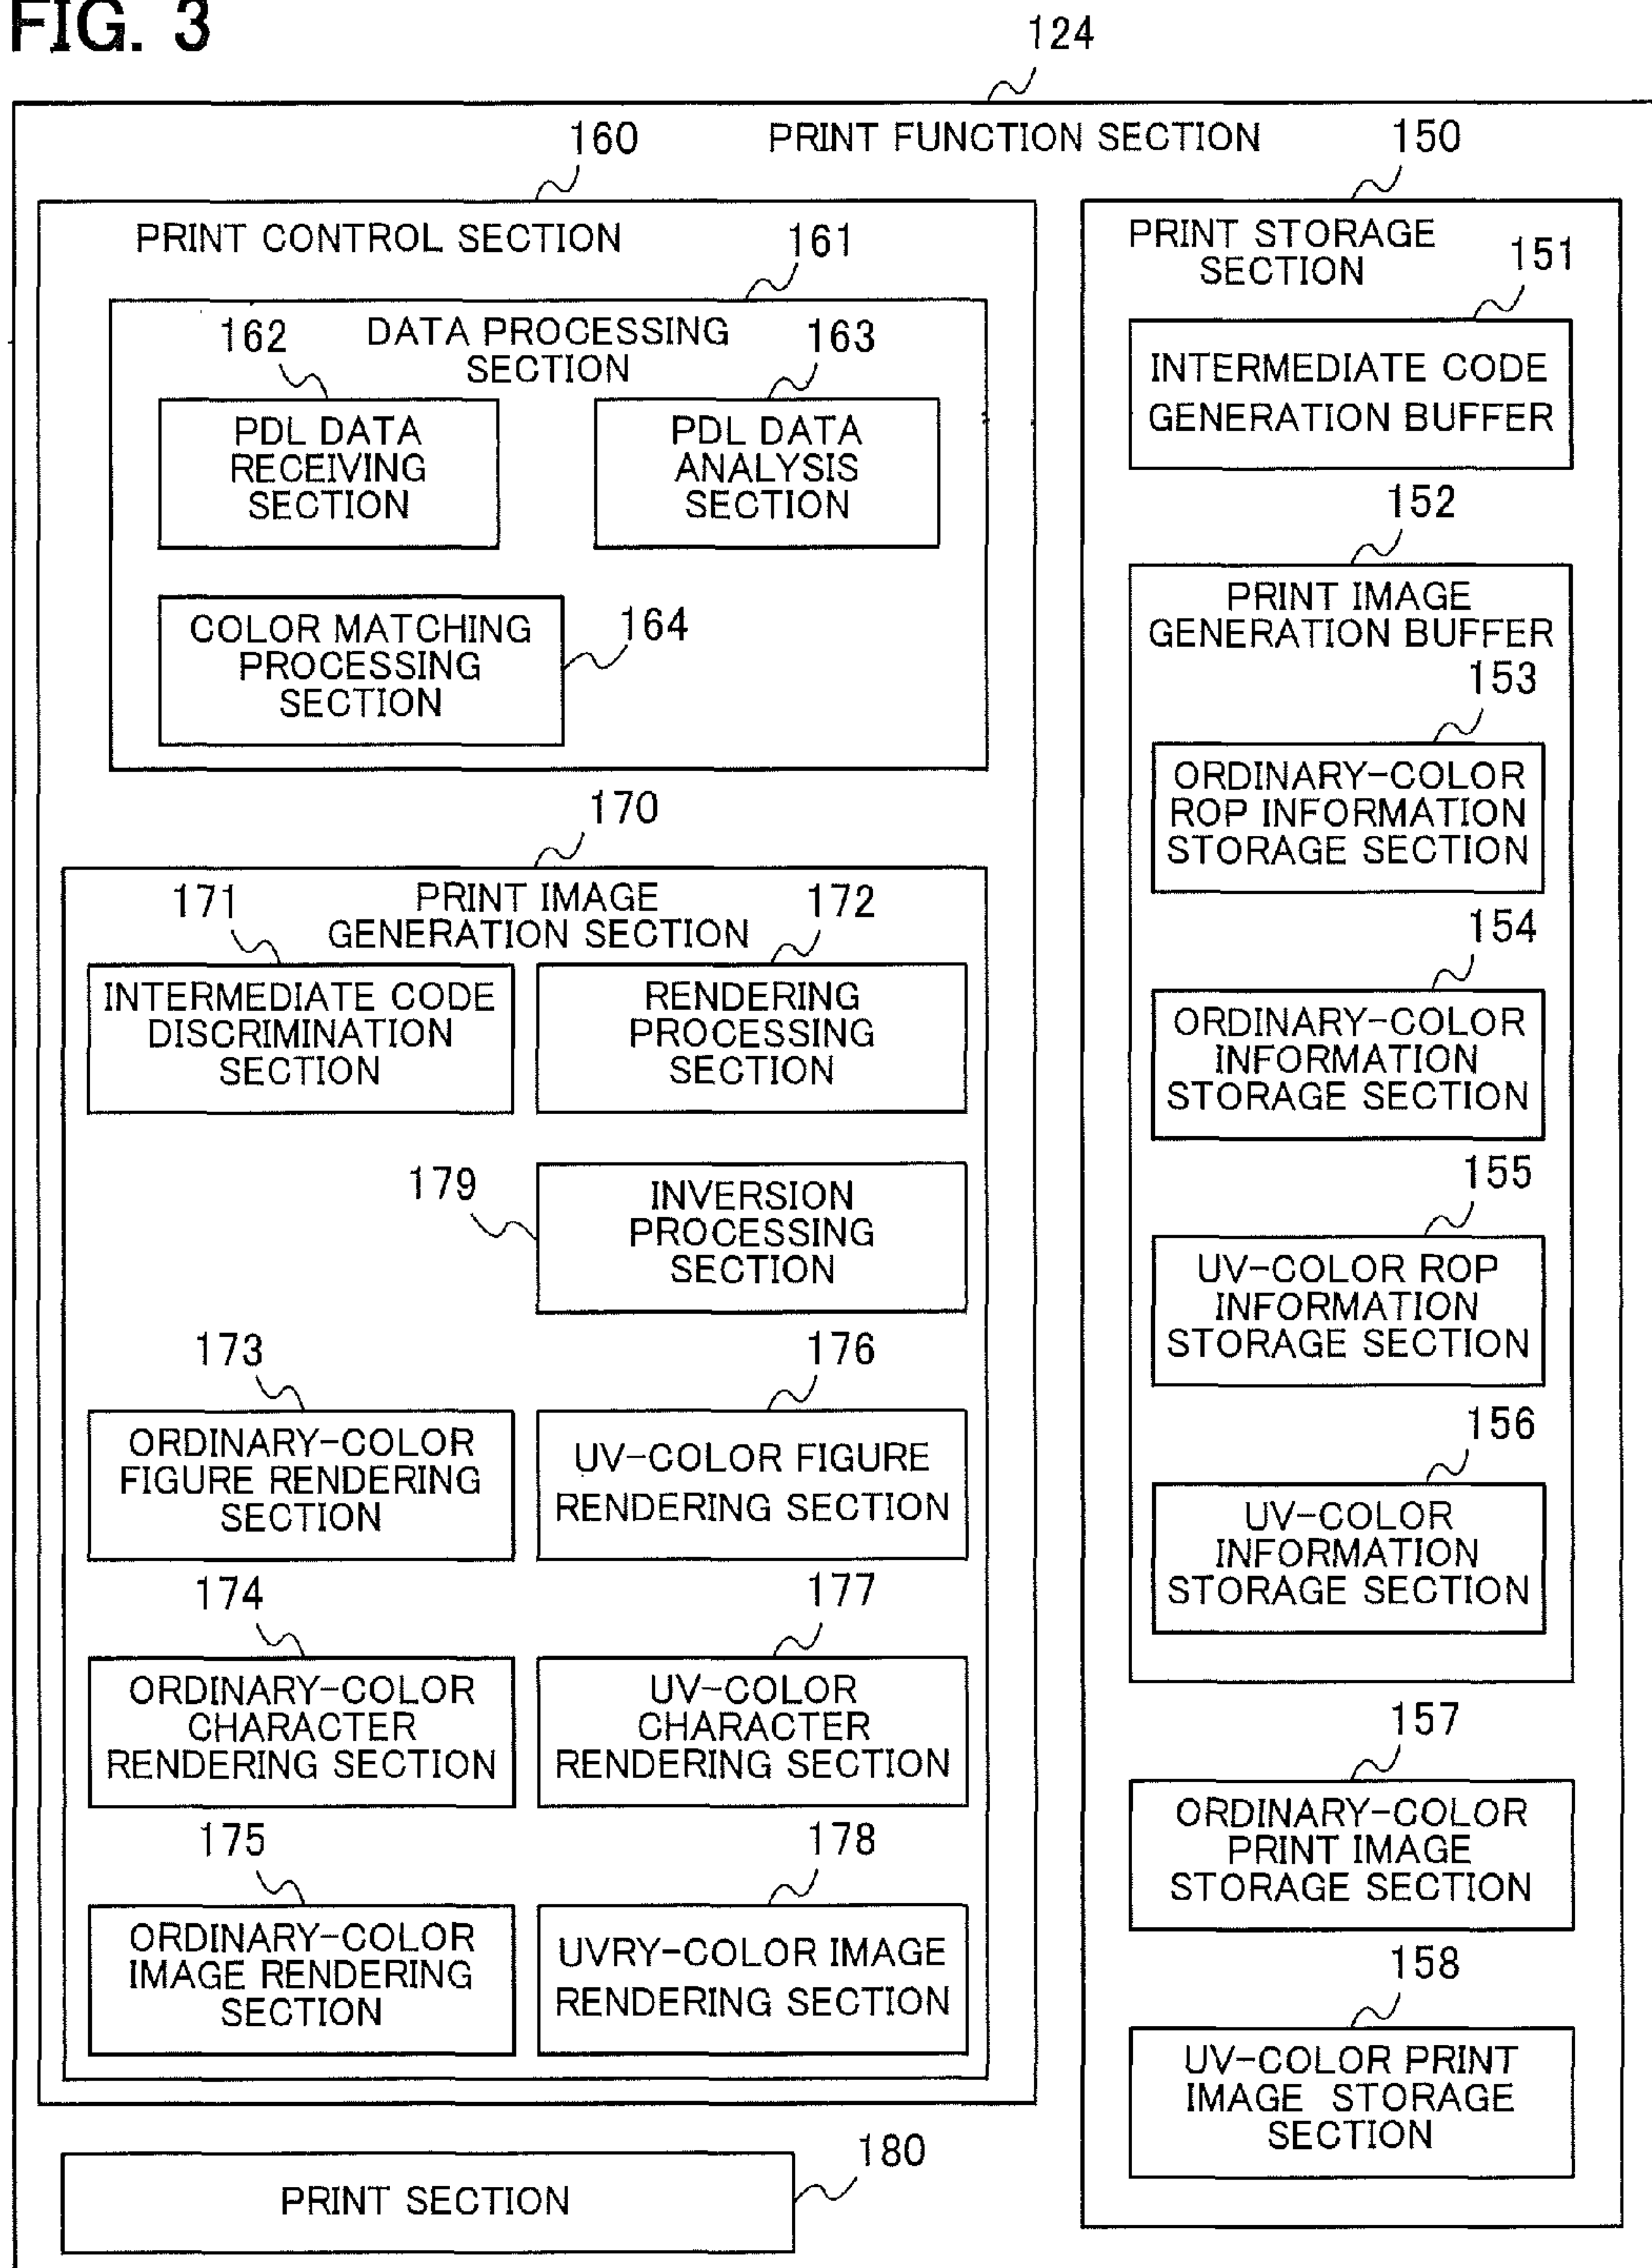 FIG. 3
124
PRINT FUNCTION SECTION
160
PRINT CONTROL SECTION
161
DATA PROCESSING
SECTION
162
PDL DATA
RECEIVING
SECTION
163
PDL DATA
ANALYSIS
SECTION
COLOR MATCHING
PROCESSING
SECTION
164
170
PRINT IMAGE
GENERATION SECTION
171
INTERMEDIATE CODE
DISCRIMINATION
SECTION
172
RENDERING
PROCESSING
SECTION
179
INVERSION
PROCESSING
SECTION
173
ORDINARY-COLOR
FIGURE RENDERING
SECTION
176
UV-COLOR FIGURE
RENDERING SECTION
174
ORDINARY-COLOR
CHARACTER
RENDERING SECTION
177
UV-COLOR
CHARACTER
RENDERING SECTION
175
ORDINARY-COLOR
IMAGE RENDERING
SECTION
178
UVRY-COLOR IMAGE
RENDERING SECTION
PRINT SECTION
180
150
PRINT STORAGE
SECTION
151
INTERMEDIATE CODE
GENERATION BUFFER
152
PRINT IMAGE
GENERATION BUFFER
153
ORDINARY-COLOR
ROP INFORMATION
STORAGE SECTION
154
ORDINARY-COLOR
INFORMATION
STORAGE SECTION
155
UV-COLOR ROP
INFORMATION
STORAGE SECTION
156
UV-COLOR
INFORMATION
STORAGE SECTION
157
ORDINARY-COLOR
PRINT IMAGE
STORAGE SECTION
158
UV-COLOR PRINT
IMAGE STORAGE
SECTION